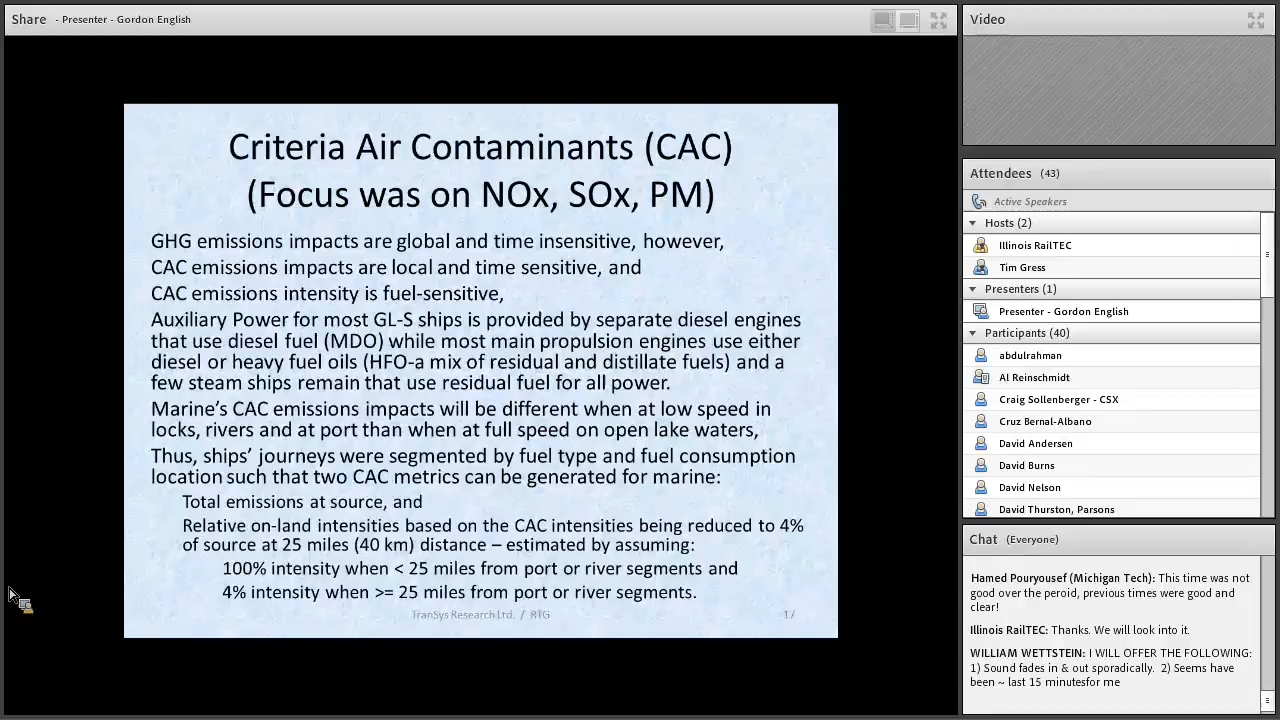 Share - Presenter - Gordon English
Criteria Air Contaminants (CAC)
(Focus was on NOx, SOx, PM)
GHG emissions impacts are global and time insensitive, however,
CAC emissions impacts are local and time sensitive, and
CAC emissions intensity is fuel-sensitive,
Auxiliary Power for most GL-S ships is provided by separate diesel engines
that use diesel fuel (MDO) while most main propulsion engines use either
diesel or heavy fuel oils (HFO-a mix of residual and distillate fuels) and a
few steam ships remain that use residual fuel for all power.
Marine's CAC emissions impacts will be different when at low speed in
locks, rivers and at port than when at full speed on open lake waters,
Thus, ships' journeys were segmented by fuel type and fuel consumption
location such that two CAC metrics can be generated for marine:
Total emissions at source, and
Relative on-land intensities based on the CAC intensities being reduced to 4%
of source at 25 miles (40 km) distance – estimated by assuming:
100% intensity when < 25 miles from port or river segments and
4% intensity when >= 25 miles from port or river segments.
TranSys Research Ltd. / RTG 17
Video
Attendees (43)
Active Speakers
Hosts (2)
Illinois RailTEC
Tim Gress
Presenters (1)
Presenter - Gordon English
Participants (40)
abdulrahman
Al Reinschmidt
Craig Sollenberger - CSX
Cruz Bernal-Albano
David Andersen
David Burns
David Nelson
David Thurston, Parsons
Chat (Everyone)
Hamed Pouryousef (Michigan Tech): This time was not
good over the peroid, previous times were good and
clear!
Illinois RailTEC: Thanks. We will look into it.
WILLIAM WETTSTEIN: I WILL OFFER THE FOLLOWING:
1) Sound fades in & out sporadically. 2) Seems have
been ~ last 15 minutesfor me